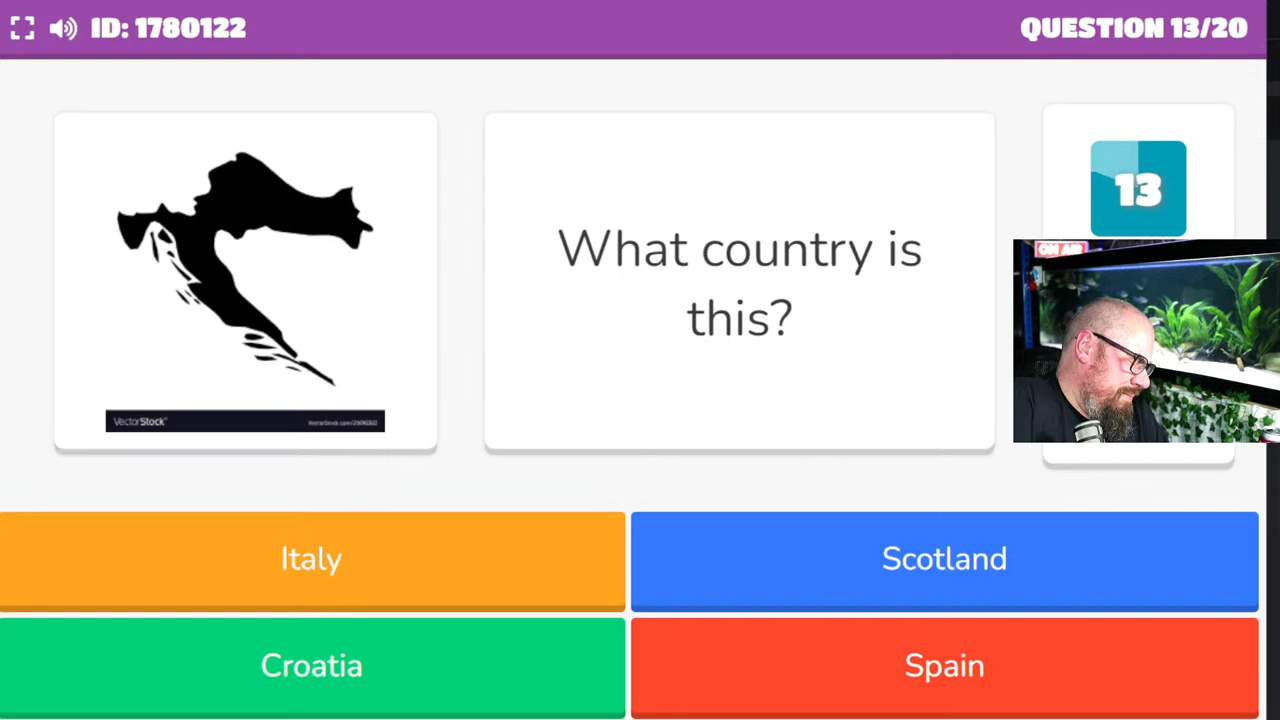 ID: 1780122
QUESTION 13/20
What country is
this?
13
ON AIR
VectorStock
Italy
Scotland
Croatia
Spain